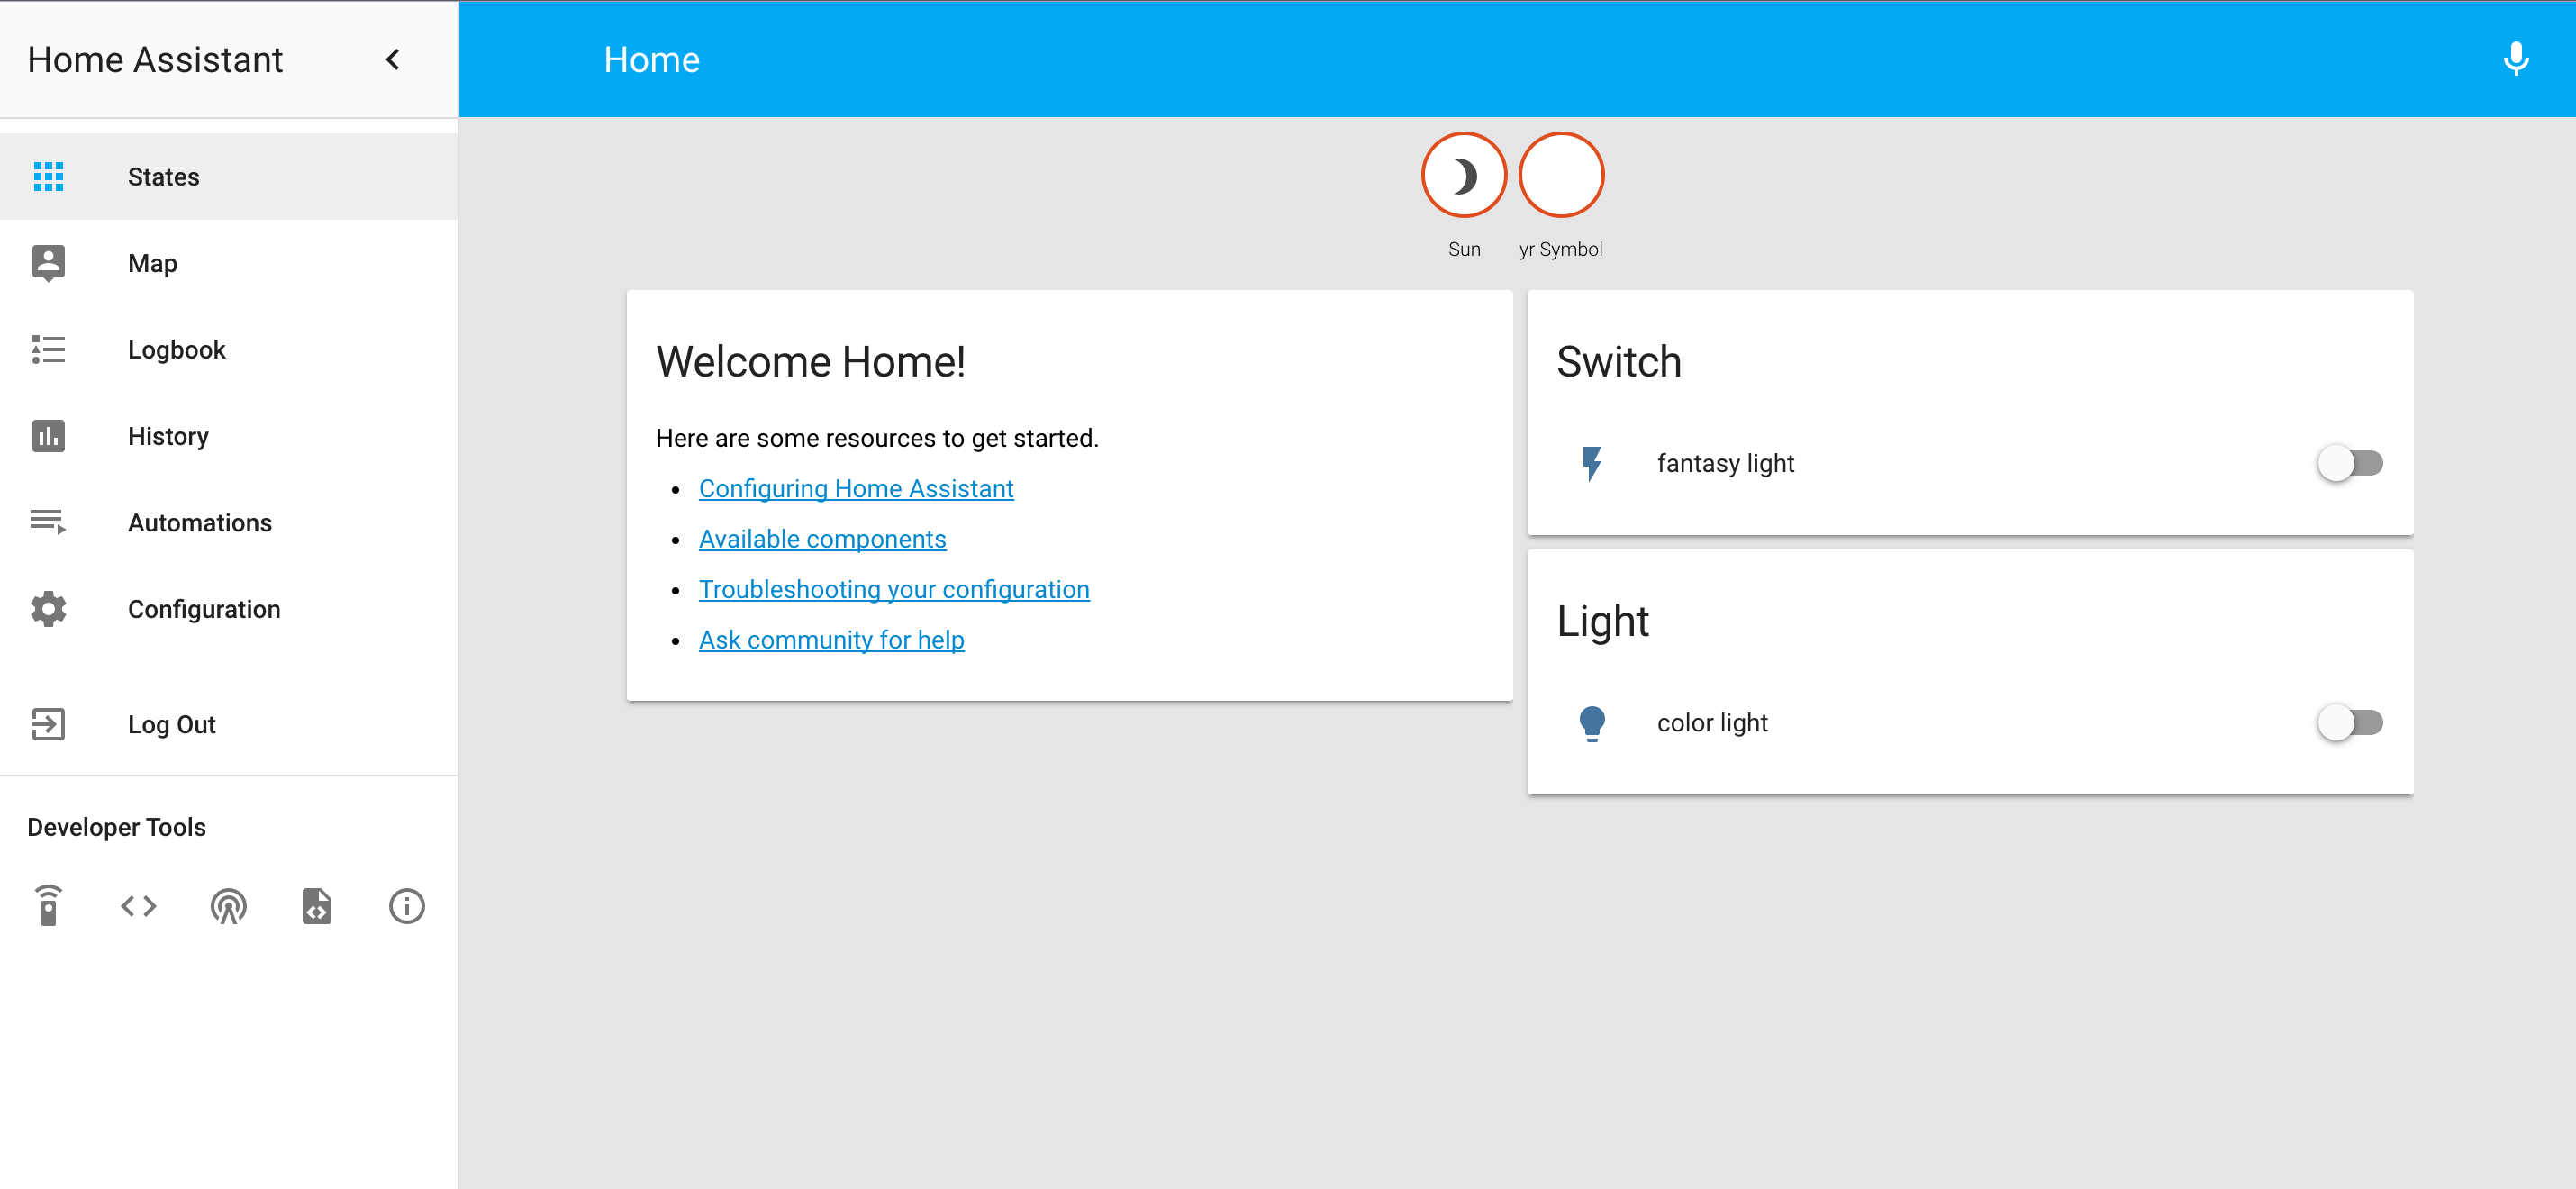 Home Assistant
Home
States
Map
Logbook
History
Automations
Configuration
Log Out
Developer Tools
Sun
yr Symbol
Welcome Home!
Here are some resources to get started.
Configuring Home Assistant
Available components
Troubleshooting your configuration
Ask community for help
Switch
fantasy light
Light
color light